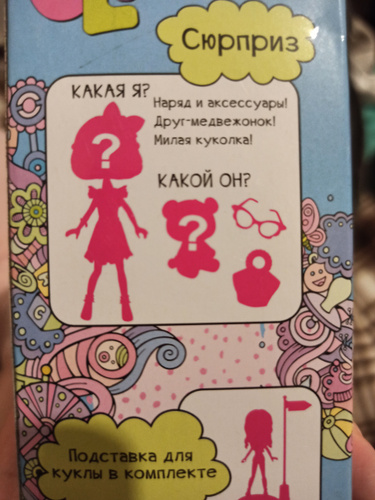 Сюрприз
КАКАЯ Я?
Наряд и аксессуары!
Друг-медвежонок!
Милая куколка!
?
КАКОЙ ОН?
?
Подставка для
куклы в комплекте